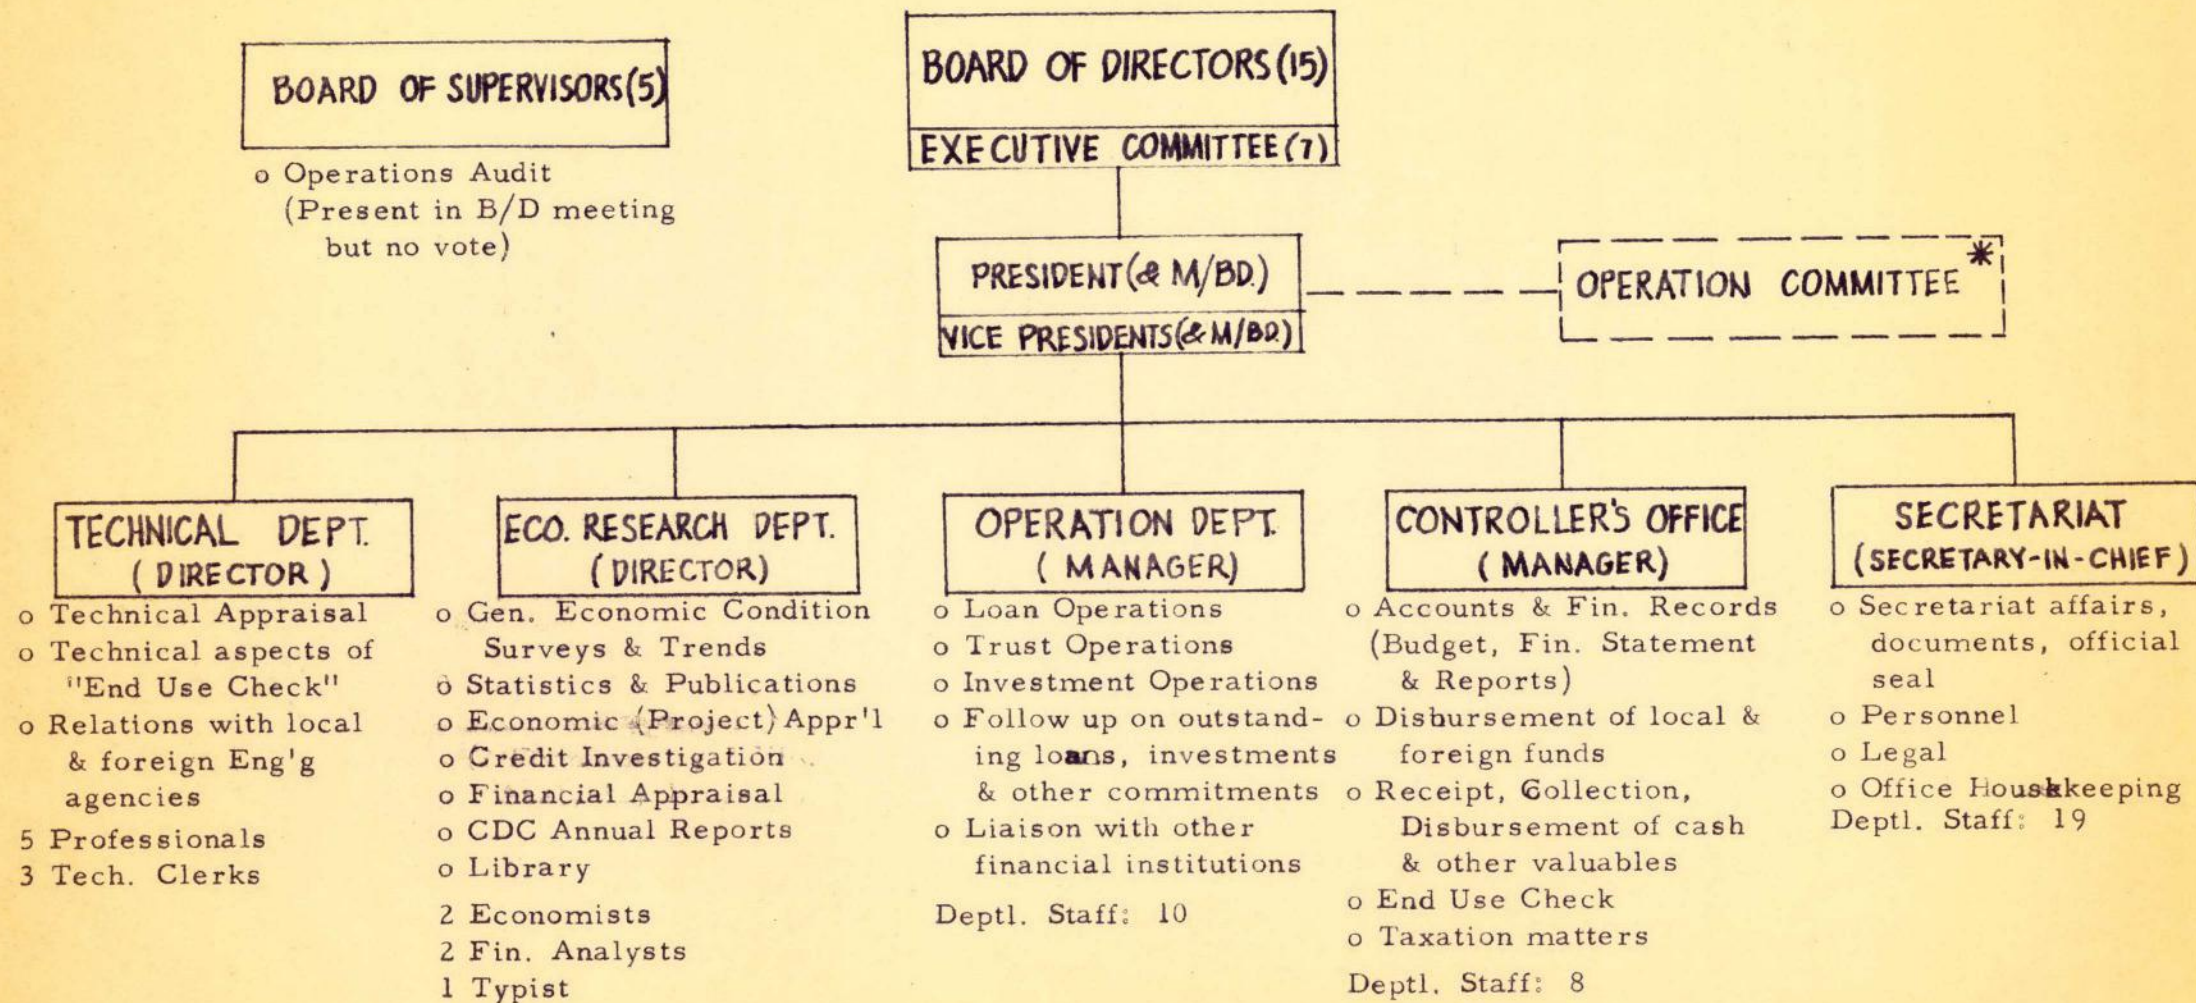 BOARD OF SUPERVISORS(5)
o Operations Audit
(Present in B/D meeting
but no vote)
BOARD OF DIRECTORS(15)
EXECUTIVE COMMITTEE(7)
PRESIDENT(& M/BD.)
VICE PRESIDENTS(& M/BD.)
OPERATION COMMITTEE*
TECHNICAL DEPT.
(DIRECTOR)
o Technical Appraisal
o Technical aspects of
"End Use Check"
o Relations with local
& foreign Eng'g
agencies
5 Professionals
3 Tech. Clerks
ECO. RESEARCH DEPT.
(DIRECTOR)
o Gen. Economic Condition
Surveys & Trends
o Statistics & Publications
o Economic (Project) Appr'l
o Credit Investigation
o Financial Appraisal
o CDC Annual Reports
o Library
2 Economists
2 Fin. Analysts
1 Typist
OPERATION DEPT.
(MANAGER)
o Loan Operations
o Trust Operations
o Investment Operations
o Follow up on outstand-
ing loans, investments
& other commitments
o Liaison with other
financial institutions
Deptl. Staff: 10
CONTROLLER'S OFFICE
(MANAGER)
o Accounts & Fin. Records
(Budget, Fin. Statement
& Reports)
o Disbursement of local &
foreign funds
o Receipt, Collection,
Disbursement of cash
& other valuables
o End Use Check
o Taxation matters
Deptl. Staff: 8
SECRETARIAT
(SECRETARY-IN-CHIEF)
o Secretariat affairs,
documents, official
seal
o Personnel
o Legal
o Office Housekkeeping
Deptl. Staff: 19